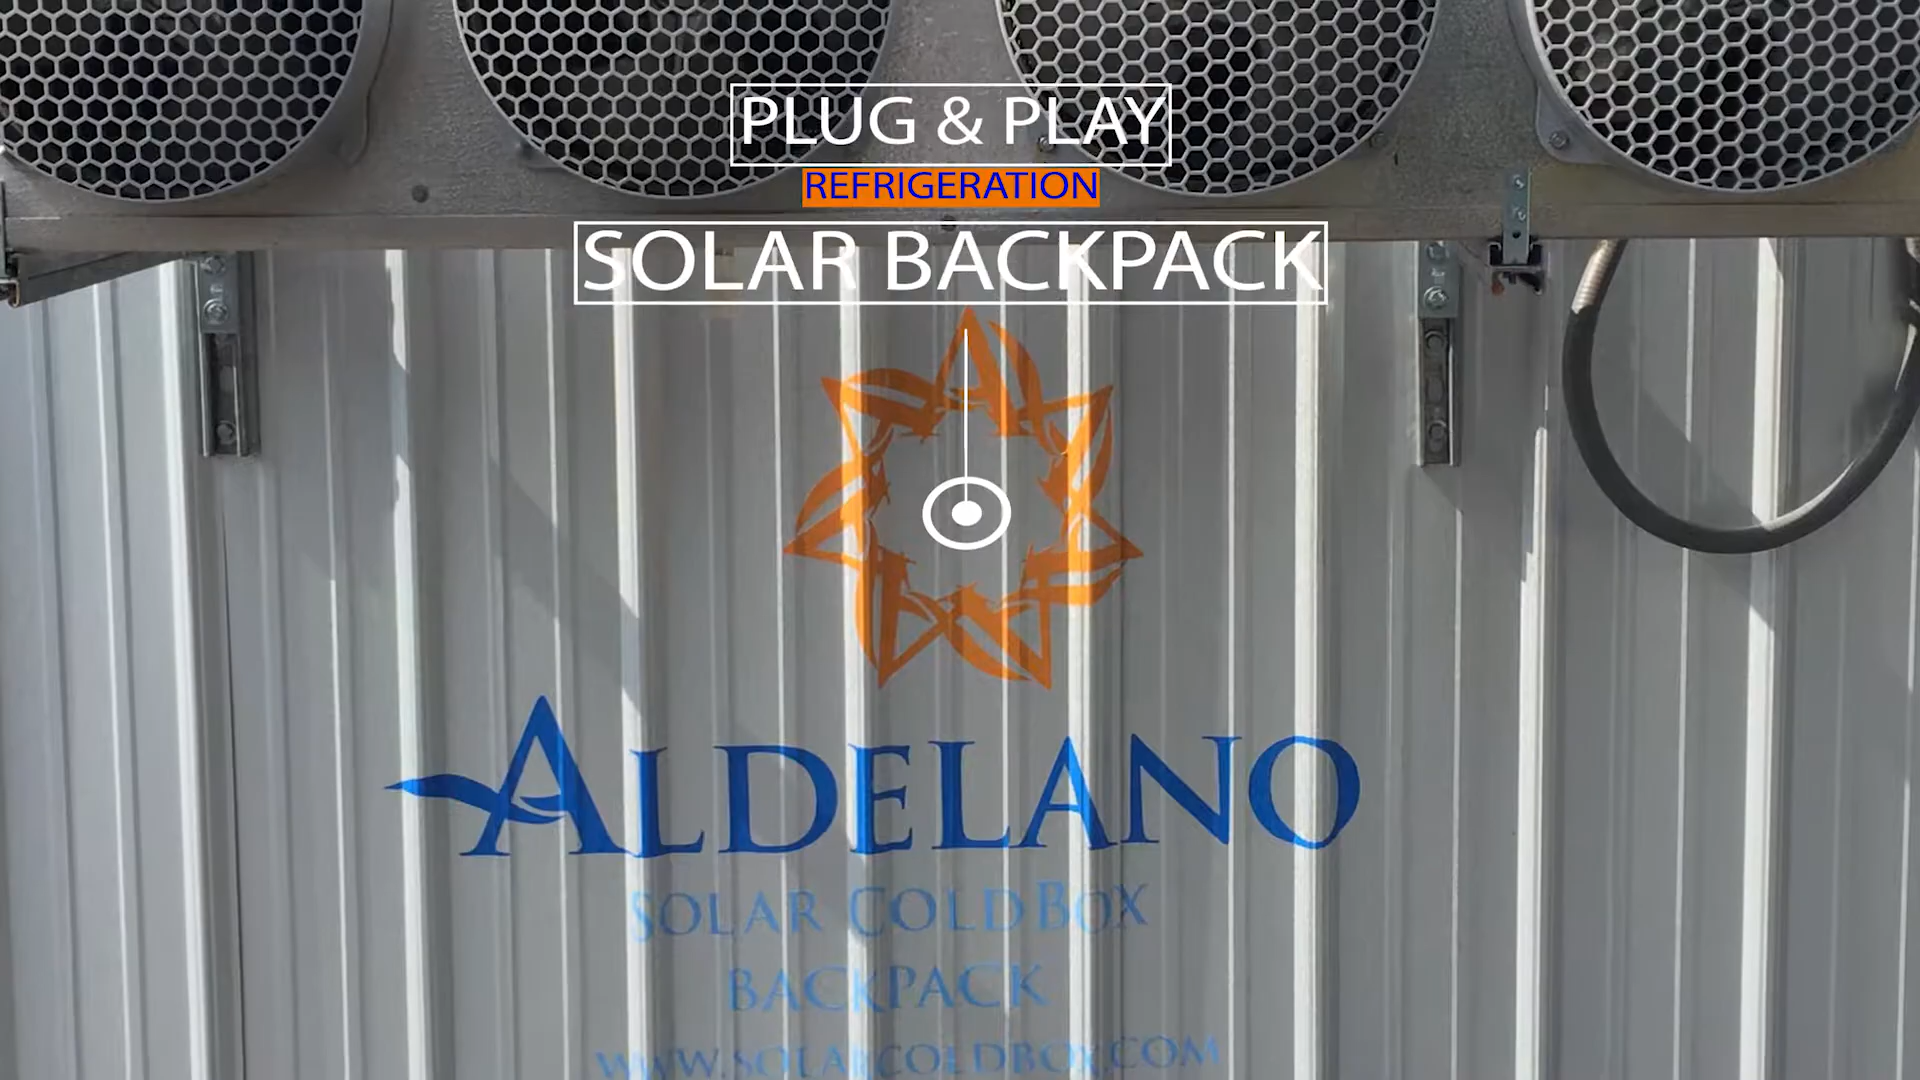 PLUG & PLAY
REFRIGERATION
SOLAR BACKPACK
ALDELANO
SOLAR COLDBOX
BACKPACK
WWW.SOLARCOLDBOX.COM